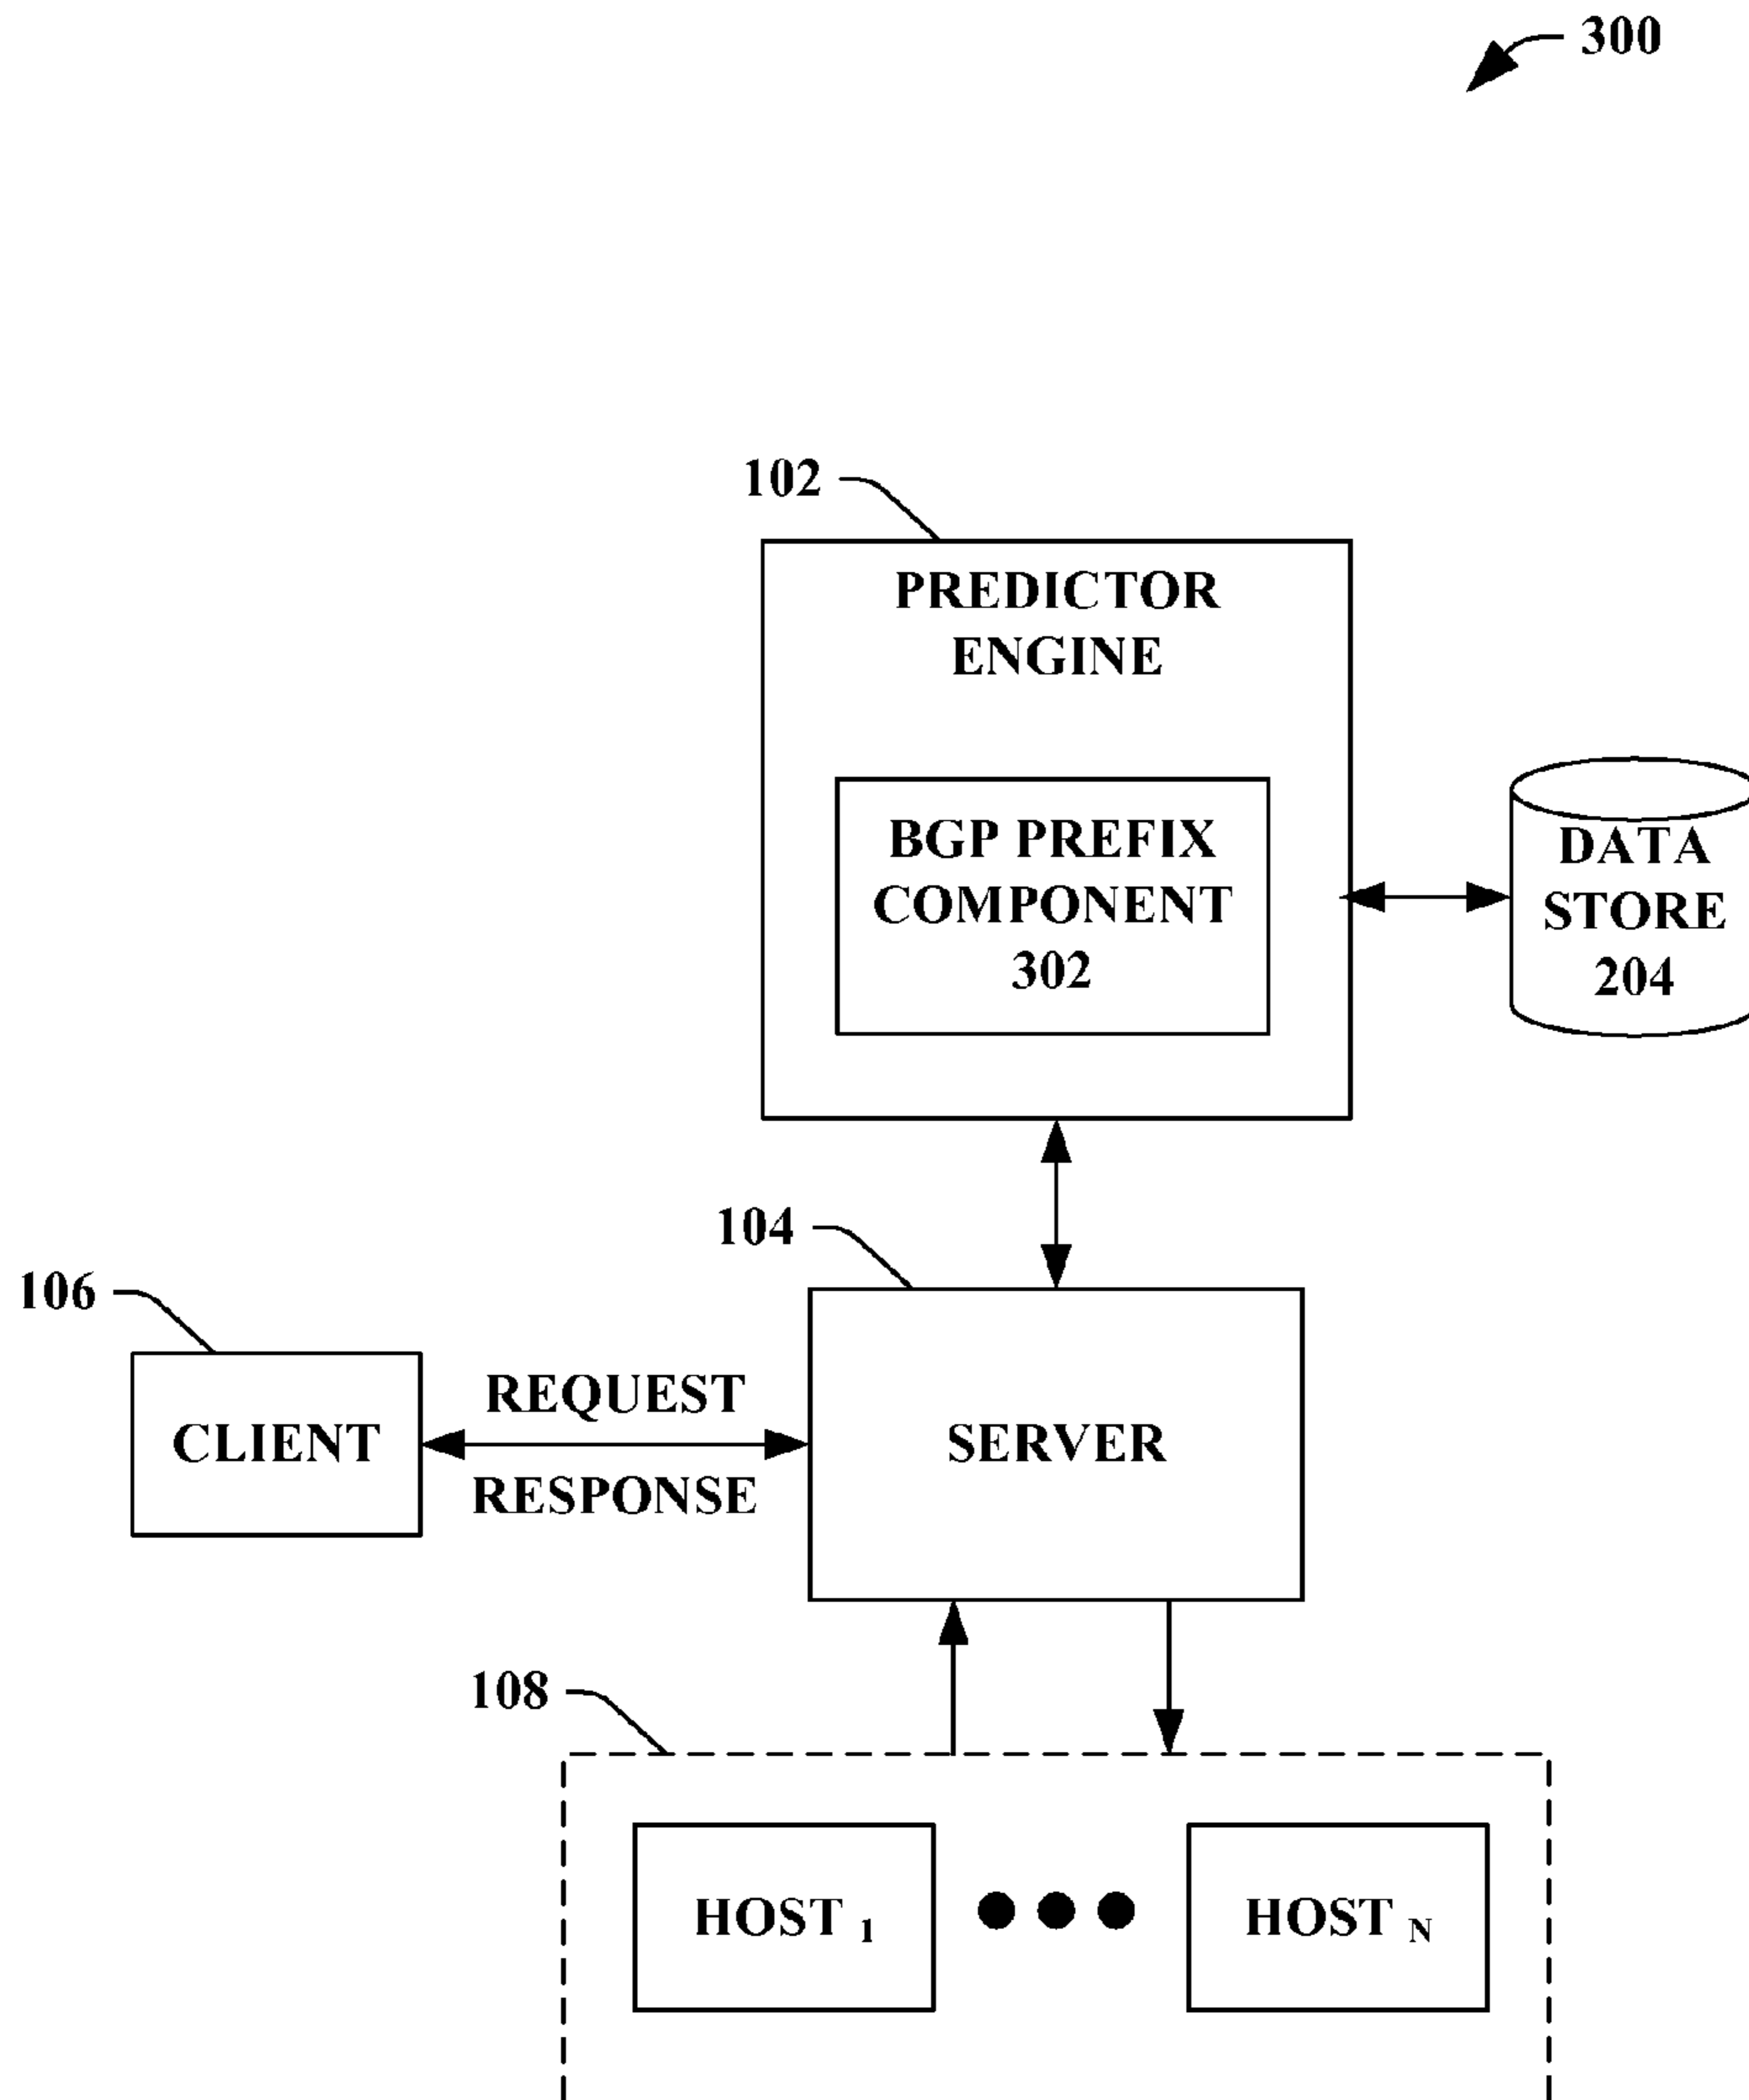 300
102
PREDICTOR
ENGINE
BGP PREFIX
COMPONENT
302
DATA
STORE
204
104
106
REQUEST
CLIENT
SERVER
RESPONSE
108
HOST 1
HOST N